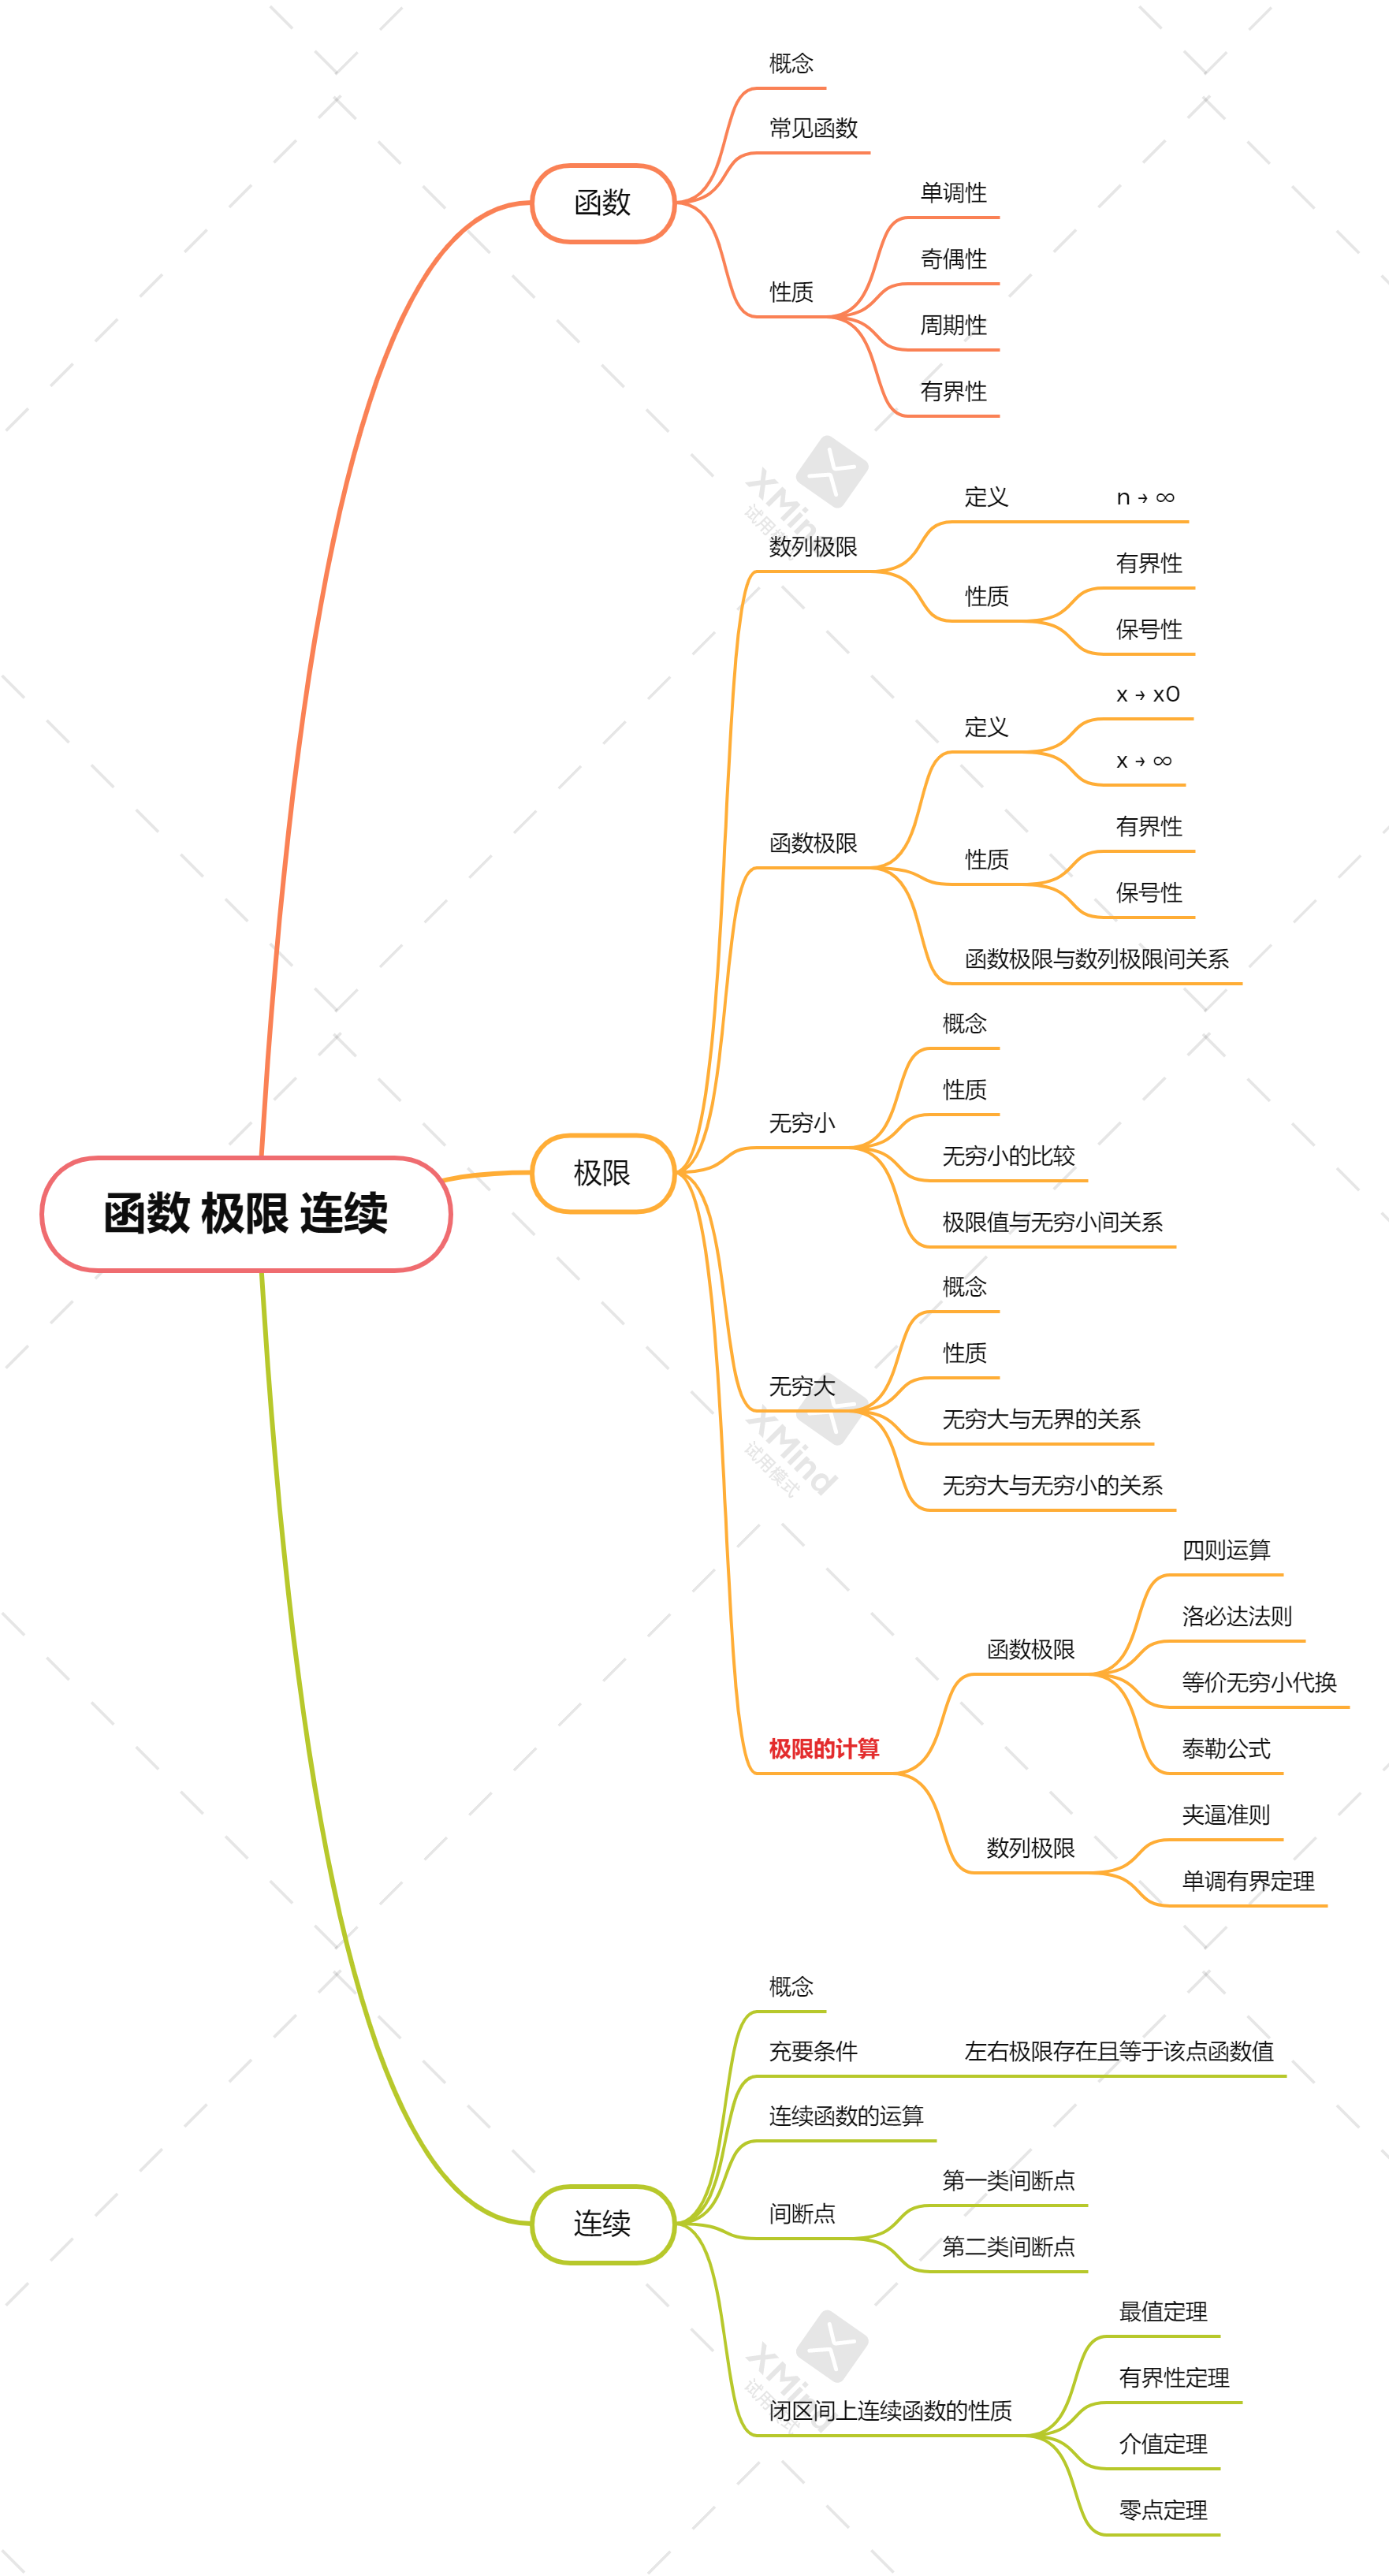 函数 极限 连续
函数
概念
常见函数
性质
单调性
奇偶性
周期性
有界性
极限
数列极限
定义
n → ∞
性质
有界性
保号性
函数极限
定义
x → x0
x → ∞
性质
有界性
保号性
函数极限与数列极限间关系
无穷小
概念
性质
无穷小的比较
极限值与无穷小间关系
无穷大
概念
性质
无穷大与无界的关系
无穷大与无穷小的关系
极限的计算
函数极限
四则运算
洛必达法则
等价无穷小代换
泰勒公式
数列极限
夹逼准则
单调有界定理
连续
概念
充要条件
左右极限存在且等于该点函数值
连续函数的运算
间断点
第一类间断点
第二类间断点
闭区间上连续函数的性质
最值定理
有界性定理
介值定理
零点定理
XMind
试用模式
XMind
试用模式
XMind
试用模式